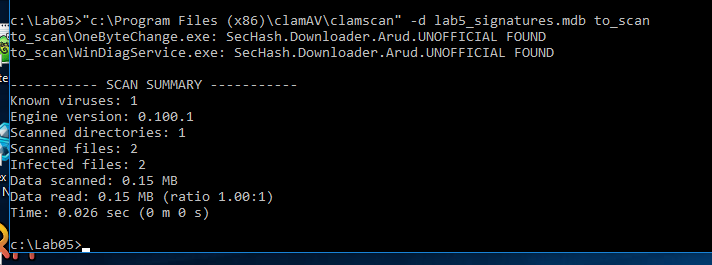 c:\Lab05>"c:\Program Files (x86)\clamAV\clamscan" -d lab5_signatures.mdb to_scan
to_scan\OneByteChange.exe: SecHash.Downloader.Arud.UNOFFICIAL FOUND
to_scan\WinDiagService.exe: SecHash.Downloader.Arud.UNOFFICIAL FOUND
----------- SCAN SUMMARY -----------
Known viruses: 1
Engine version: 0.100.1
Scanned directories: 1
Scanned files: 2
Infected files: 2
Data scanned: 0.15 MB
Data read: 0.15 MB (ratio 1.00:1)
Time: 0.026 sec (0 m 0 s)
c:\Lab05>